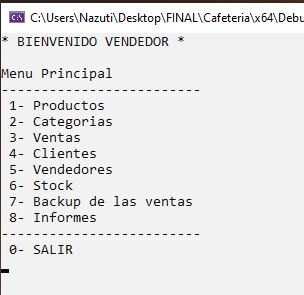 C:\Users\Nazuti\Desktop\FINAL\Cafeteria\x64\Debu
* BIENVENIDO VENDEDOR *
Menu Principal
-------------------------
1- Productos
2- Categorias
3- Ventas
4- Clientes
5- Vendedores
6- Stock
7- Backup de las ventas
8- Informes
-------------------------
0- SALIR